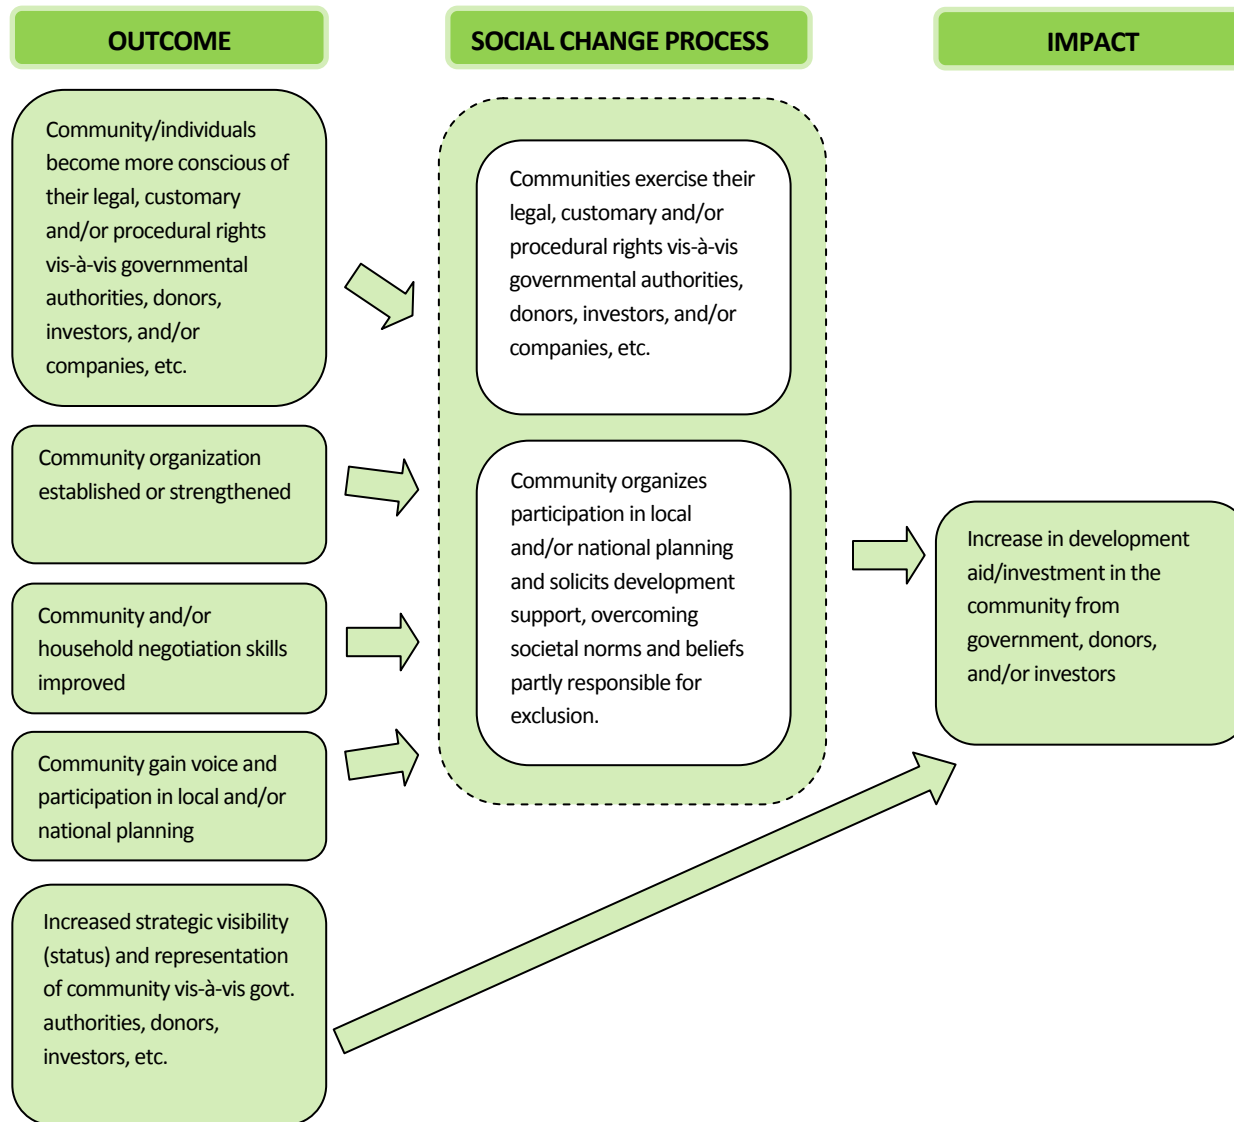 OUTCOME
SOCIAL CHANGE PROCESS
IMPACT
Community/individuals
become more conscious of
their legal, customary
and/or procedural rights
vis-à-vis governmental
authorities, donors,
investors, and/or
companies, etc.
Community organization
established or strengthened
Community and/or
household negotiation skills
improved
Community gain voice and
participation in local and/or
national planning
Increased strategic visibility
(status) and representation
of community vis-à-vis govt.
authorities, donors,
investors, etc.
Communities exercise their
legal, customary and/or
procedural rights vis-à-vis
governmental authorities,
donors, investors, and/or
companies, etc.
Community organizes
participation in local
and/or national planning
and solicits development
support, overcoming
societal norms and beliefs
partly responsible for
exclusion.
Increase in development
aid/investment in the
community from
government, donors,
and/or investors